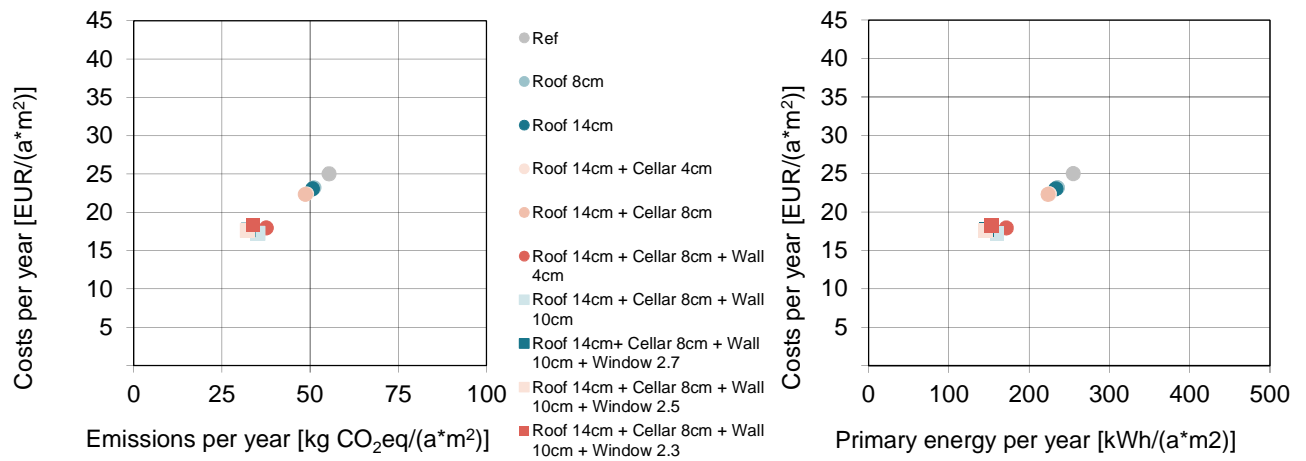 Costs per year [EUR/(a*m²)]
45
40
35
30
25
20
15
10
5
0
25
50
75
100
Emissions per year [kg CO₂eq/(a*m²)]
Ref
Roof 8cm
Roof 14cm
Roof 14cm + Cellar 4cm
Roof 14cm + Cellar 8cm
Roof 14cm + Cellar 8cm + Wall
4cm
Roof 14cm + Cellar 8cm + Wall
10cm
Roof 14cm+ Cellar 8cm + Wall
10cm + Window 2.7
Roof 14cm + Cellar 8cm + Wall
10cm + Window 2.5
Roof 14cm + Cellar 8cm + Wall
10cm + Window 2.3
Costs per year [EUR/(a*m²)]
45
40
35
30
25
20
15
10
5
0
100
200
300
400
500
Primary energy per year [kWh/(a*m2)]